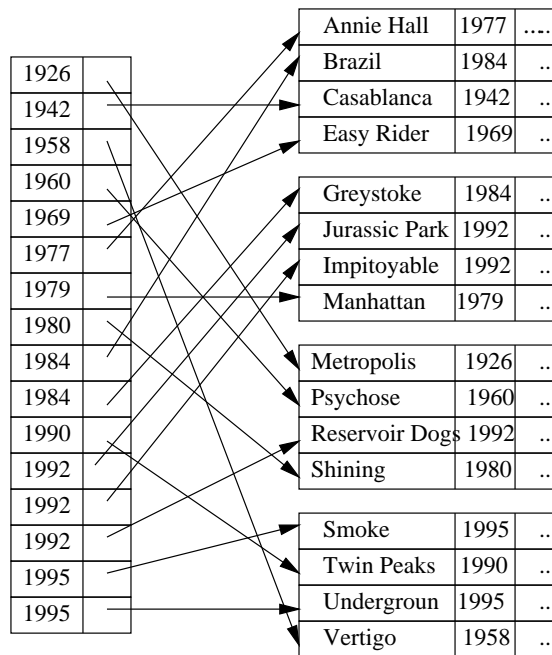 1926
1942
1958
1960
1969
1977
1979
1980
1984
1984
1990
1992
1992
1992
1995
1995
Annie Hall 1977 .....
Brazil 1984 ..
Casablanca 1942 ..
Easy Rider 1969 ..
Greystoke 1984 ..
Jurassic Park 1992 ..
Impitoyable 1992 ..
Manhattan 1979 ..
Metropolis 1926 ..
Psychose 1960 ..
Reservoir Dogs 1992 ..
Shining 1980 ..
Smoke 1995 ..
Twin Peaks 1990 ..
Undergroun 1995 ..
Vertigo 1958 ..